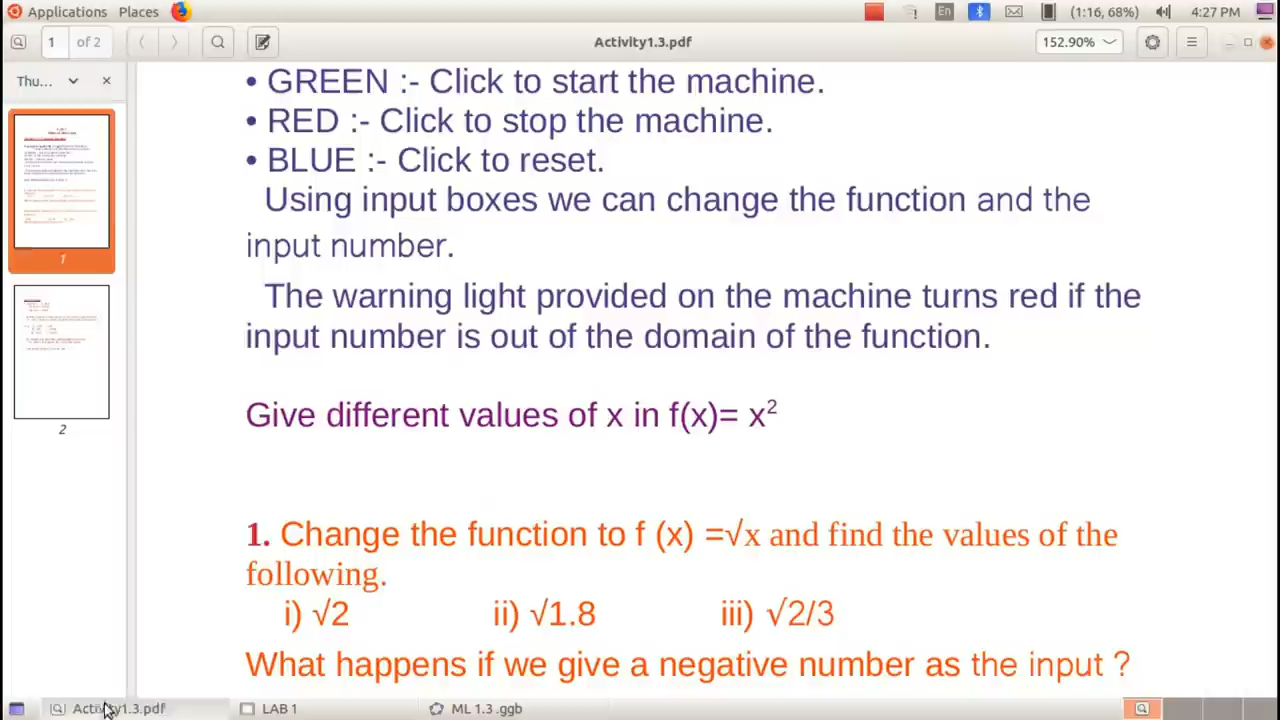 Applications Places En (1:16, 68%) 4:27 PM
1 of 2 Activity1.3.pdf 152.90%
Thu...
• GREEN :- Click to start the machine.
• RED :- Click to stop the machine.
• BLUE :- Click to reset.
Using input boxes we can change the function and the
input number.
The warning light provided on the machine turns red if the
input number is out of the domain of the function.
Give different values of x in f(x)= x²
1. Change the function to f (x) =√x and find the values of the
following.
i) √2 ii) √1.8 iii) √2/3
What happens if we give a negative number as the input ?
1
2
Activity1.3.pdf LAB 1 ML 1.3 .ggb